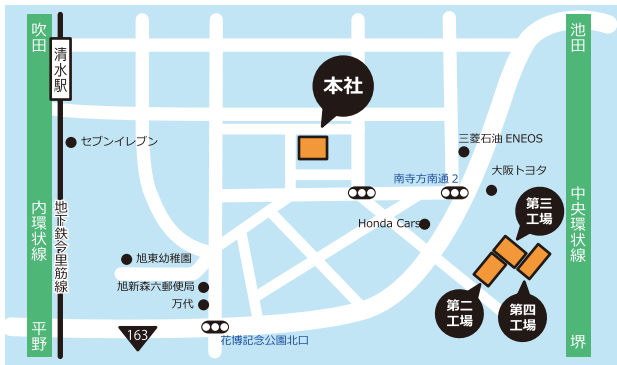 吹田
清水駅
セブンイレブン
内環状線
地下鉄今里筋線
平野
本社
池田
三菱石油 ENEOS
大阪トヨタ
南寺方南通 2
中央環状線
第三
工場
Honda Cars
旭東幼稚園
旭新森六郵便局
万代
163
花博記念公園北口
第二
工場
第四
工場
堺